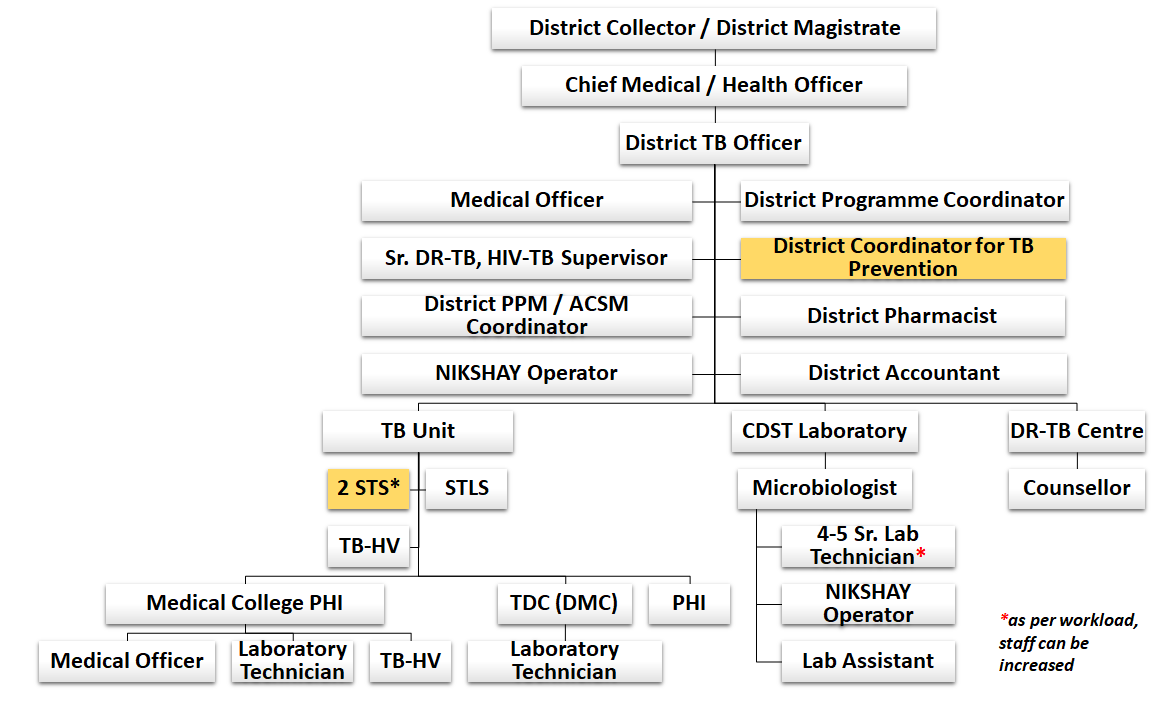 District Collector / District Magistrate
Chief Medical / Health Officer
District TB Officer
Medical Officer
District Programme Coordinator
Sr. DR-TB, HIV-TB Supervisor
District Coordinator for TB
Prevention
District PPM / ACSM
Coordinator
District Pharmacist
NIKSHAY Operator
District Accountant
TB Unit
CDST Laboratory
DR-TB Centre
2 STS*
STLS
Microbiologist
Counsellor
TB-HV
4-5 Sr. Lab
Technician*
Medical College PHI
TDC (DMC)
PHI
NIKSHAY
Operator
*as per workload,
staff can be
increased
Medical Officer
Laboratory
Technician
TB-HV
Laboratory
Technician
Lab Assistant